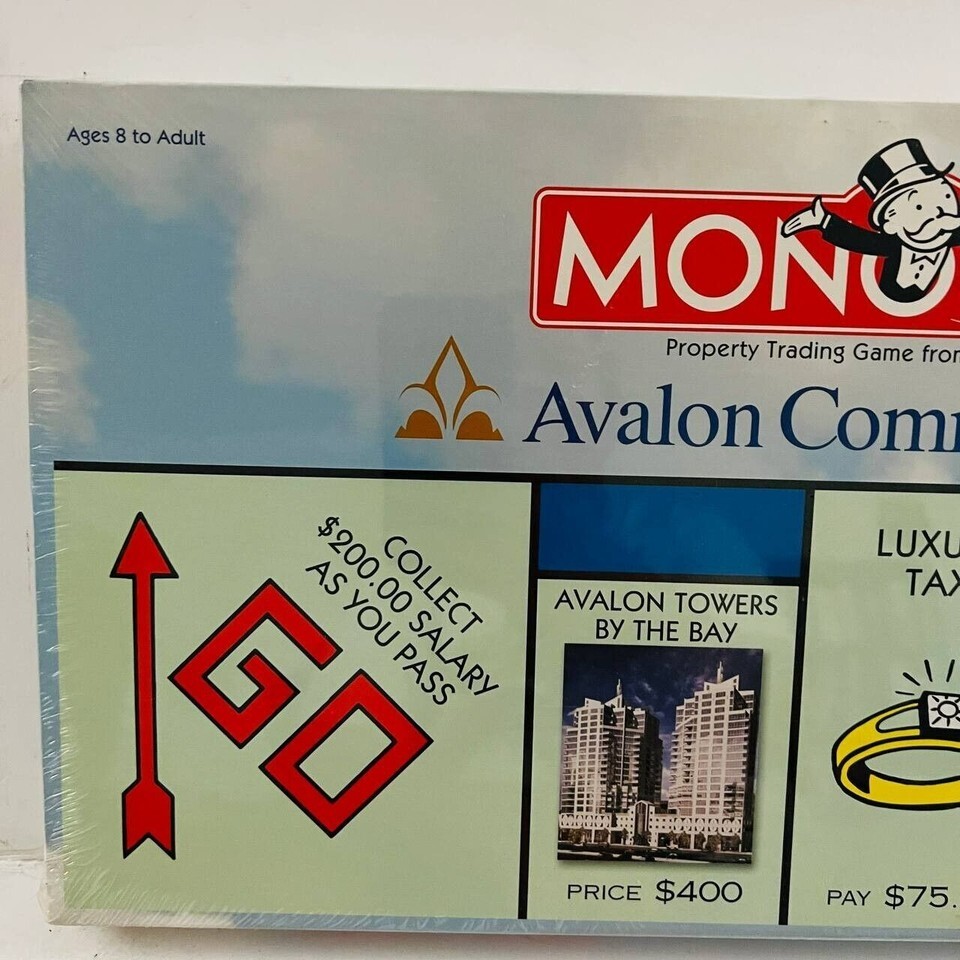 Ages 8 to Adult
MONO
Property Trading Game from
Avalon Comm
COLLECT
$200.00 SALARY
AS YOU PASS
GO
AVALON TOWERS
BY THE BAY
PRICE $400
LUXU
TAX
PAY $75.